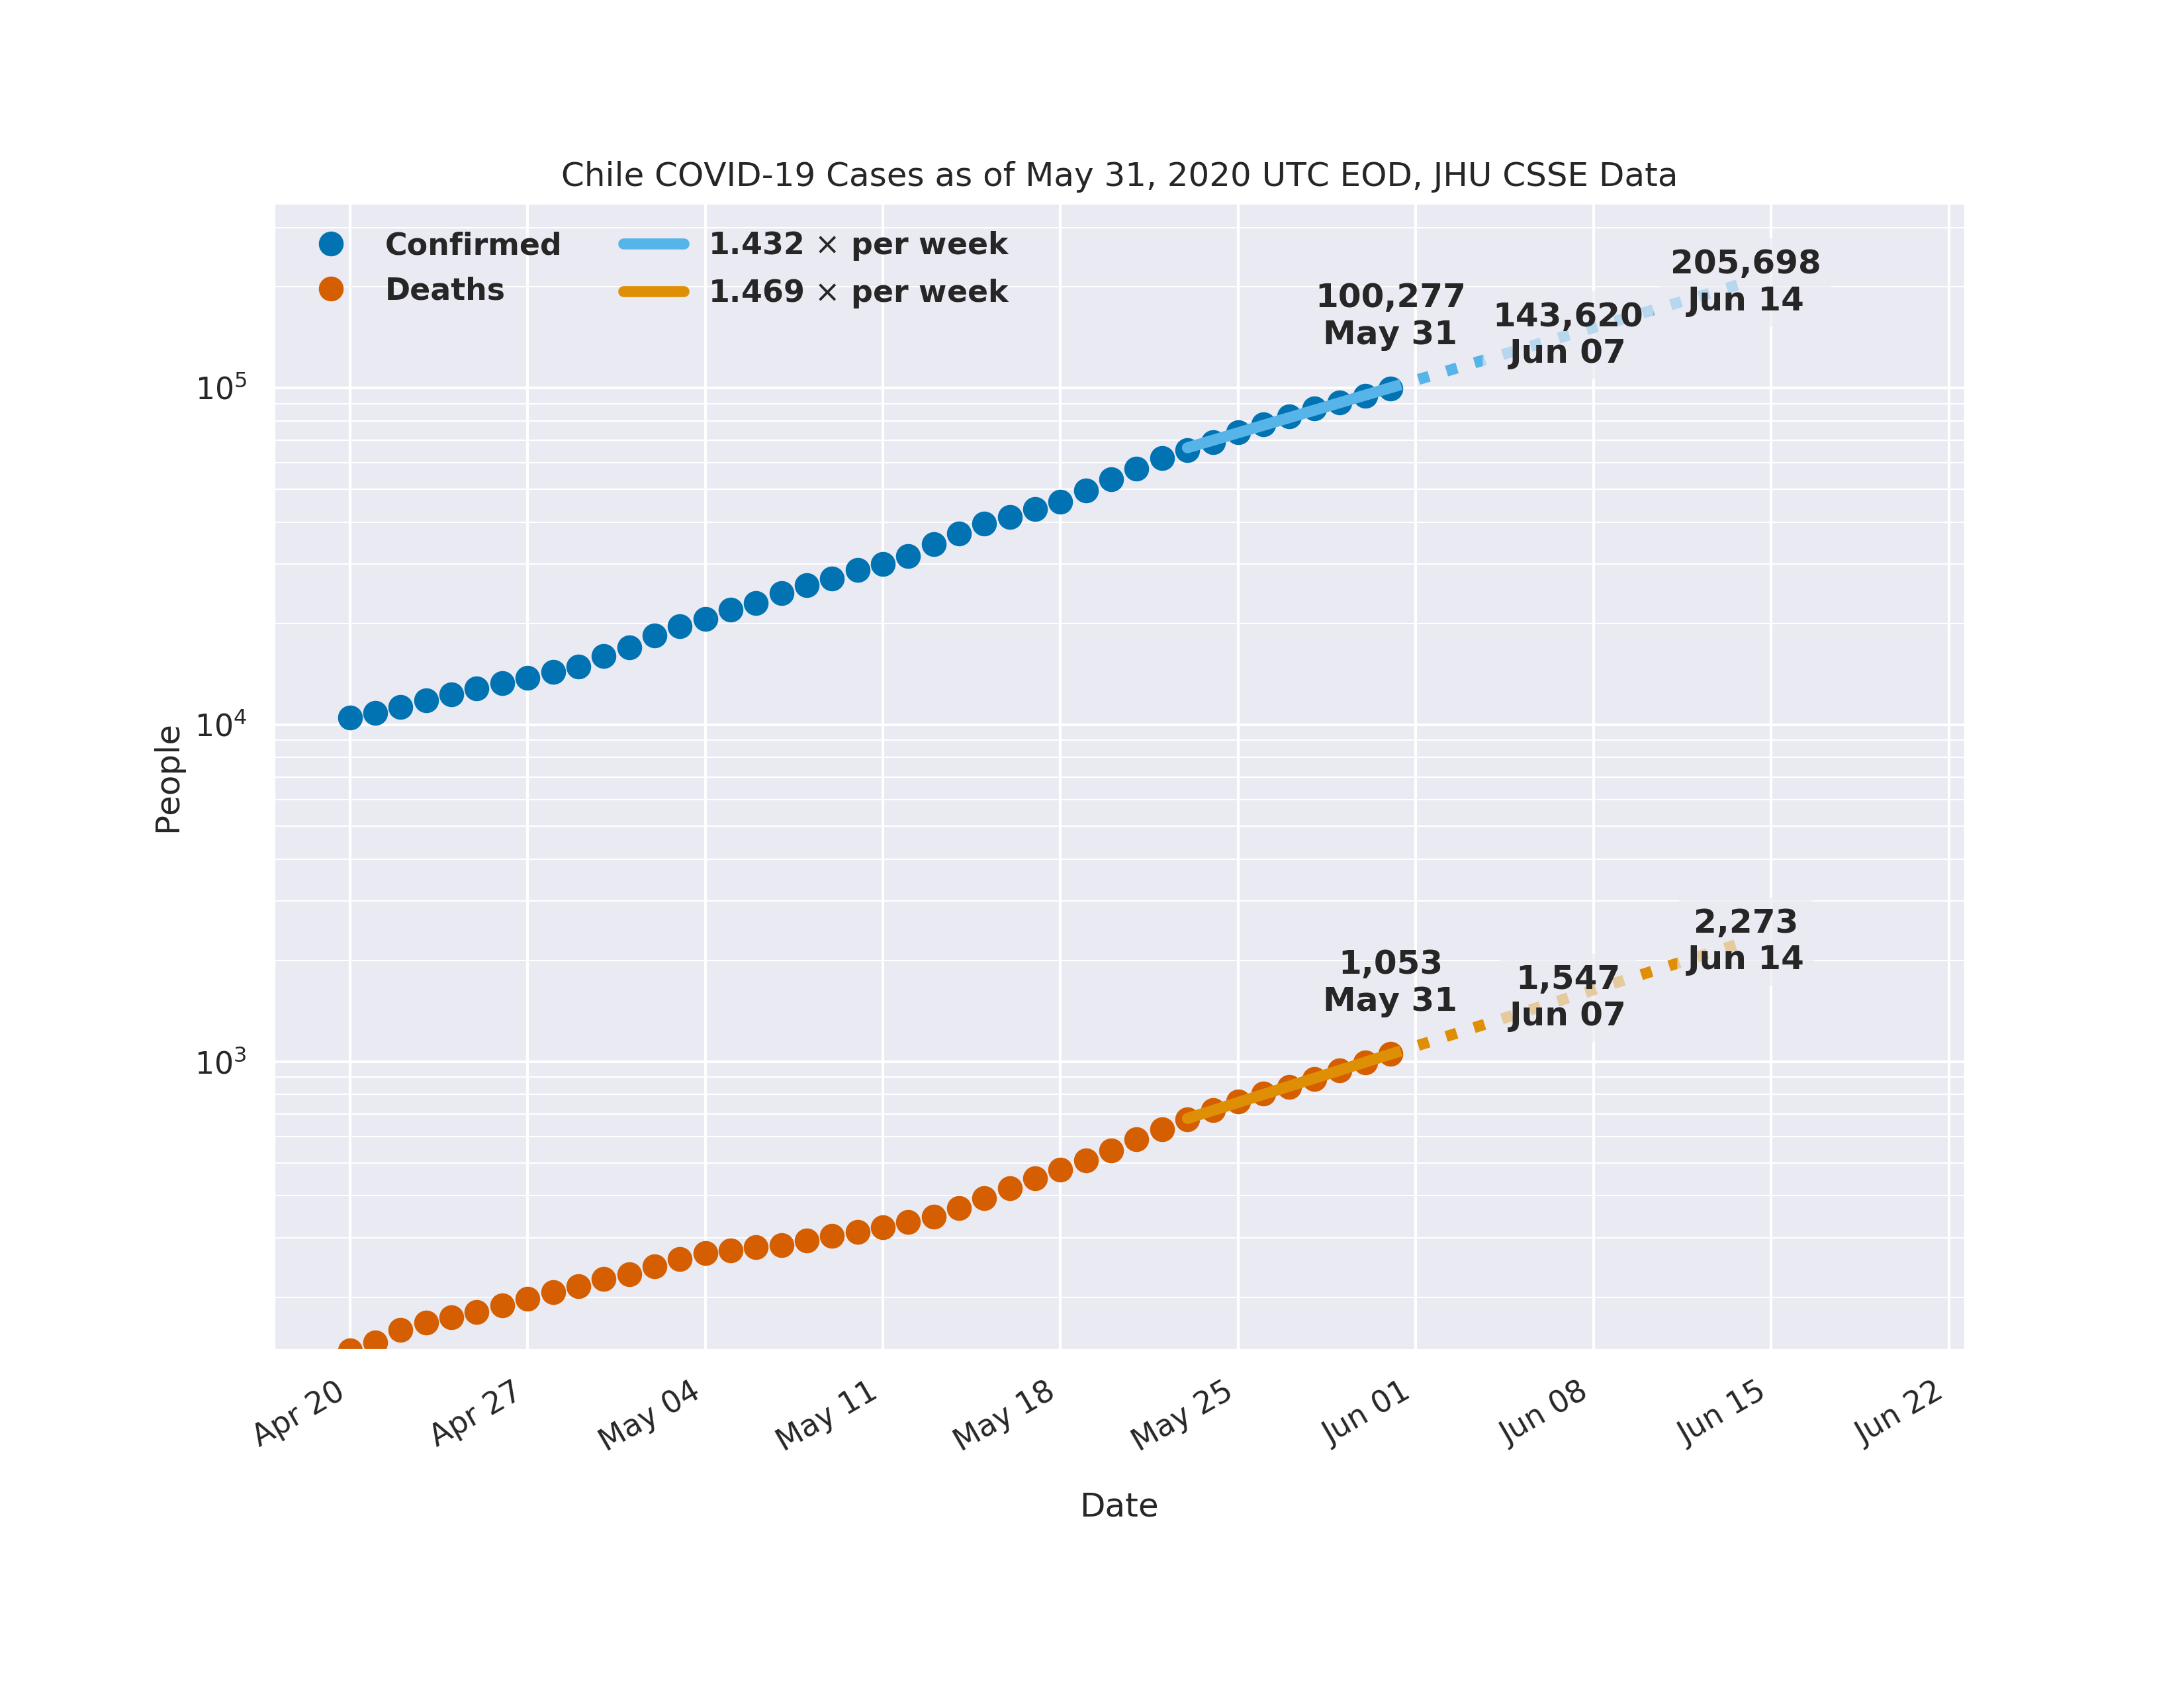 Chile COVID-19 Cases as of May 31, 2020 UTC EOD, JHU CSSE Data
Confirmed
Deaths
1.432 × per week
1.469 × per week
100,277
May 31
143,620
Jun 07
205,698
Jun 14
1,053
May 31
1,547
Jun 07
2,273
Jun 14
People
10⁵
10⁴
10³
Apr 20
Apr 27
May 04
May 11
May 18
May 25
Jun 01
Jun 08
Jun 15
Jun 22
Date